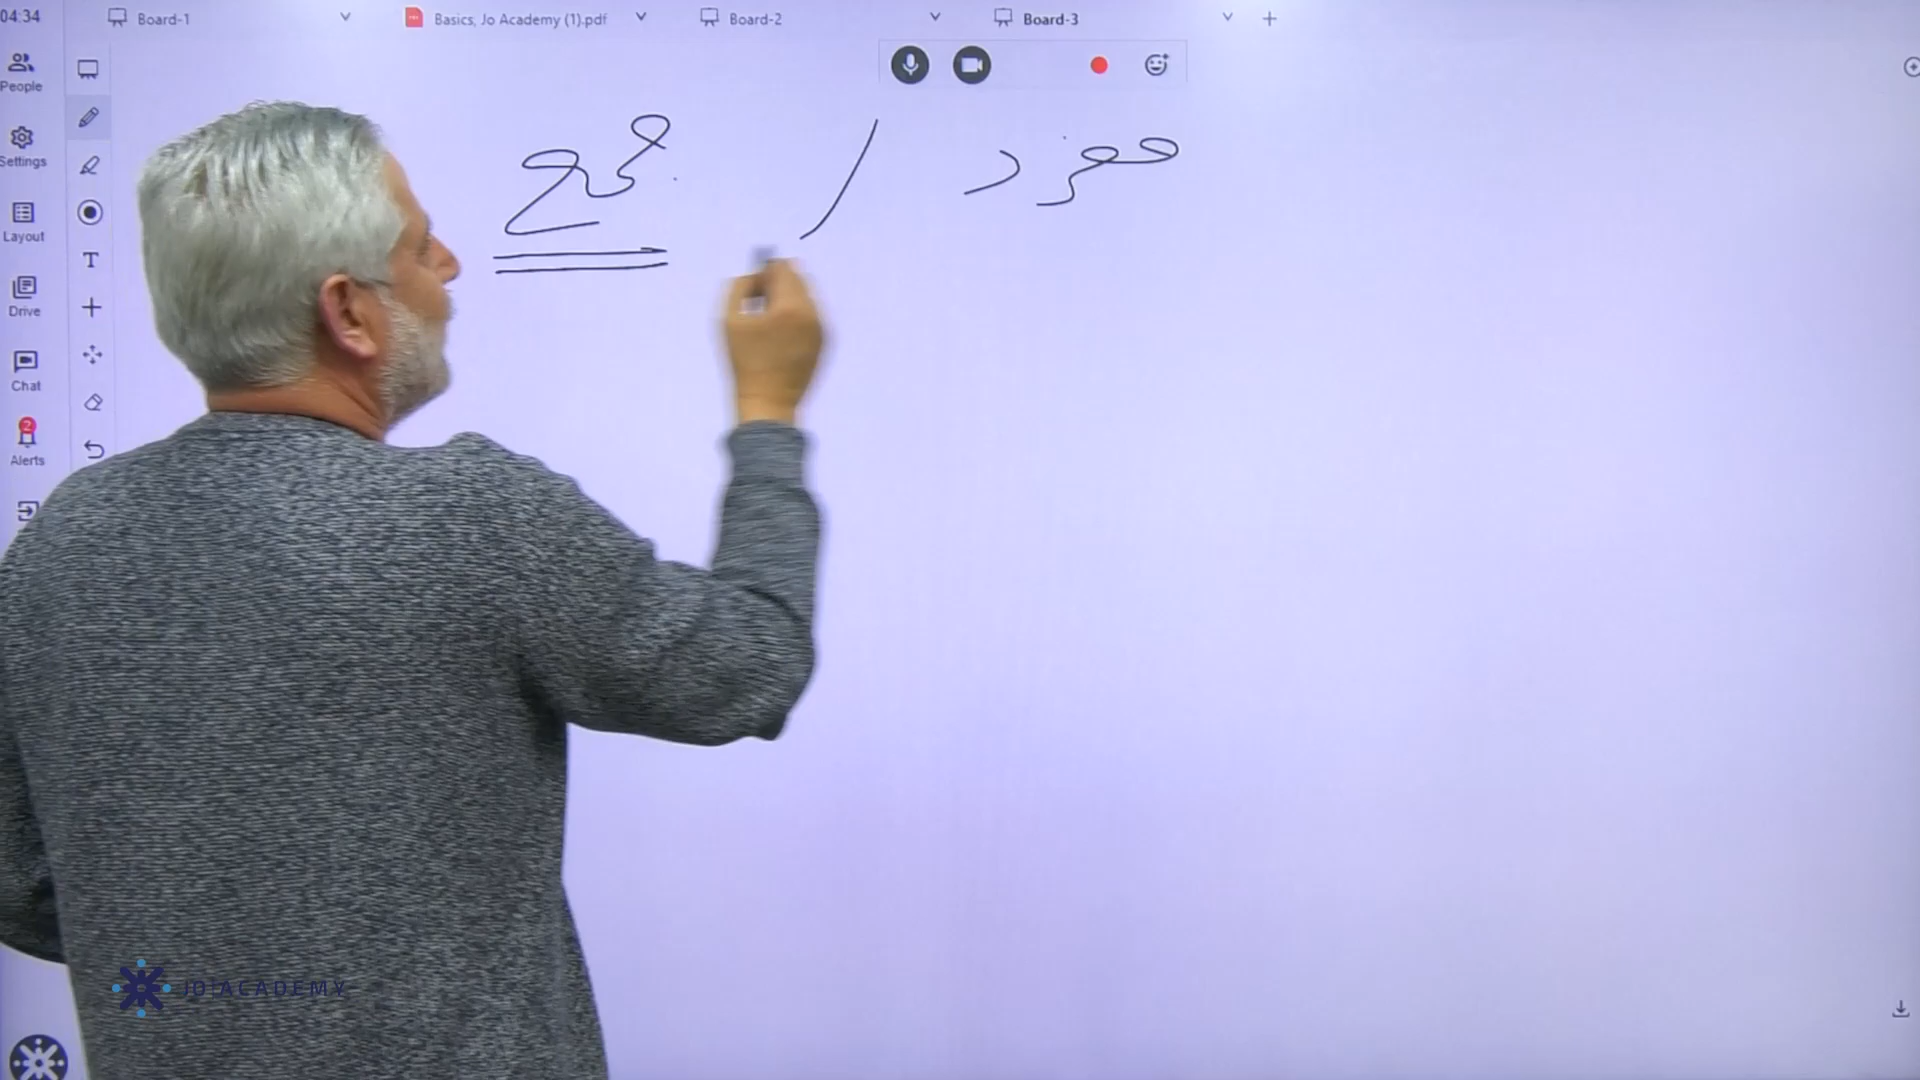 04:34
Board-1
Basics, Jo Academy (1).pdf
Board-2
Board-3
People
Settings
Layout
T
Drive
Chat
2
Alerts
مفرد / جمع
JO ACADEMY